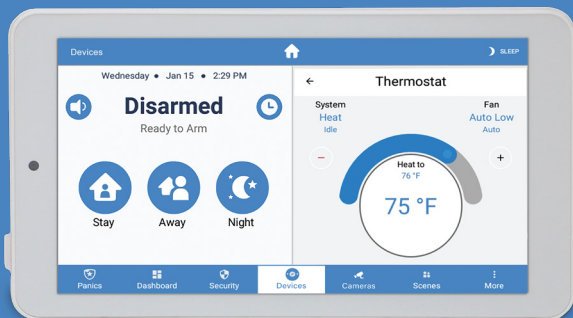 Devices
SLEEP
Wednesday ● Jan 15 ● 2:29 PM
Disarmed
Ready to Arm
Stay
Away
Night
← Thermostat
System
Heat
Idle
Fan
Auto Low
Auto
− +
Heat to
76 °F
75 °F
Panics
Dashboard
Security
Devices
Cameras
Scenes
More